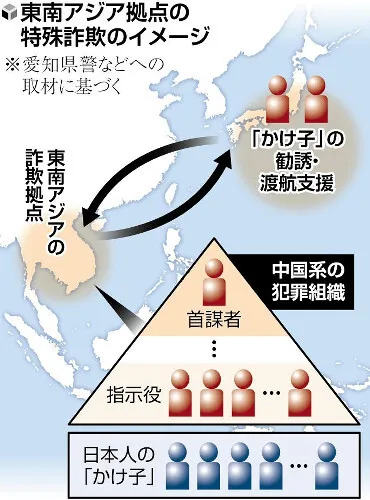 東南アジア拠点の
特殊詐欺のイメージ
※愛知県警などへの
取材に基づく
「かけ子」の
勧誘・
渡航支援
東南アジアの
詐欺拠点
中国系の
犯罪組織
首謀者
⋮
指示役
…
日本人の
「かけ子」
…